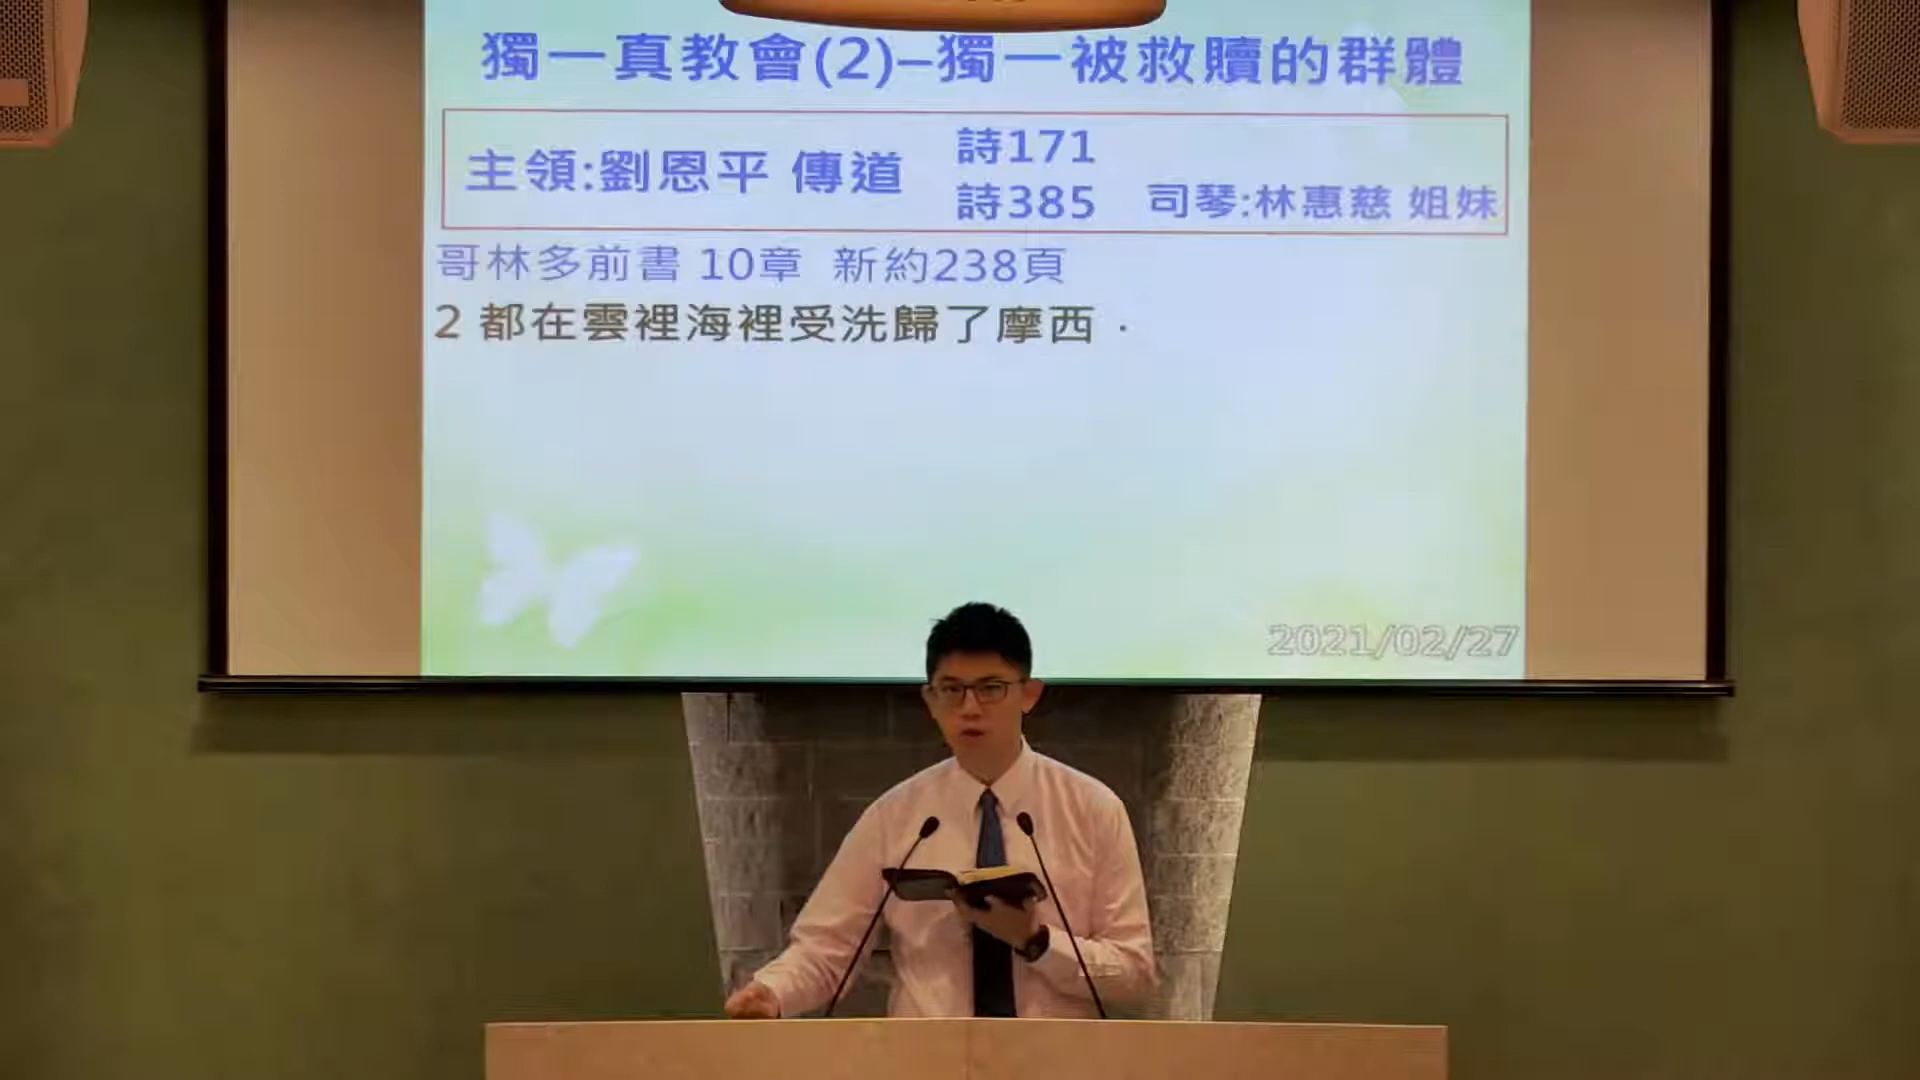 獨一真教會(2)–獨一被救贖的群體
主領:劉恩平 傳道
詩171
詩385 司琴:林惠慈 姐妹
哥林多前書 10章 新約238頁
2 都在雲裡海裡受洗歸了摩西．
2021/02/27